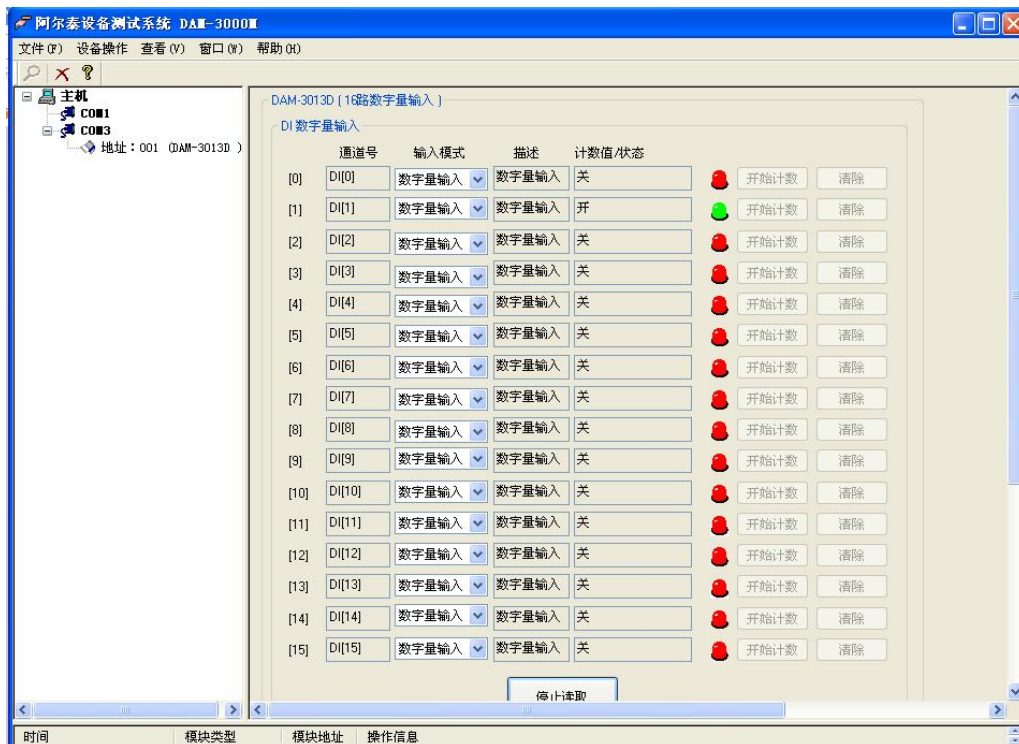 阿尔泰设备测试系统 DAM-3000M
文件(F) 设备操作 查看(V) 窗口(W) 帮助(H)
主机
COM1
COM3
地址：001 (DAM-3013D )
DAM-3013D ( 16路数字量输入 )
DI 数字量输入
通道号 输入模式 描述 计数值/状态
[0] DI[0] 数字量输入 数字量输入 关 开始计数 清除
[1] DI[1] 数字量输入 数字量输入 开 开始计数 清除
[2] DI[2] 数字量输入 数字量输入 关 开始计数 清除
[3] DI[3] 数字量输入 数字量输入 关 开始计数 清除
[4] DI[4] 数字量输入 数字量输入 关 开始计数 清除
[5] DI[5] 数字量输入 数字量输入 关 开始计数 清除
[6] DI[6] 数字量输入 数字量输入 关 开始计数 清除
[7] DI[7] 数字量输入 数字量输入 关 开始计数 清除
[8] DI[8] 数字量输入 数字量输入 关 开始计数 清除
[9] DI[9] 数字量输入 数字量输入 关 开始计数 清除
[10] DI[10] 数字量输入 数字量输入 关 开始计数 清除
[11] DI[11] 数字量输入 数字量输入 关 开始计数 清除
[12] DI[12] 数字量输入 数字量输入 关 开始计数 清除
[13] DI[13] 数字量输入 数字量输入 关 开始计数 清除
[14] DI[14] 数字量输入 数字量输入 关 开始计数 清除
[15] DI[15] 数字量输入 数字量输入 关 开始计数 清除
停止读取
时间 模块类型 模块地址 操作信息